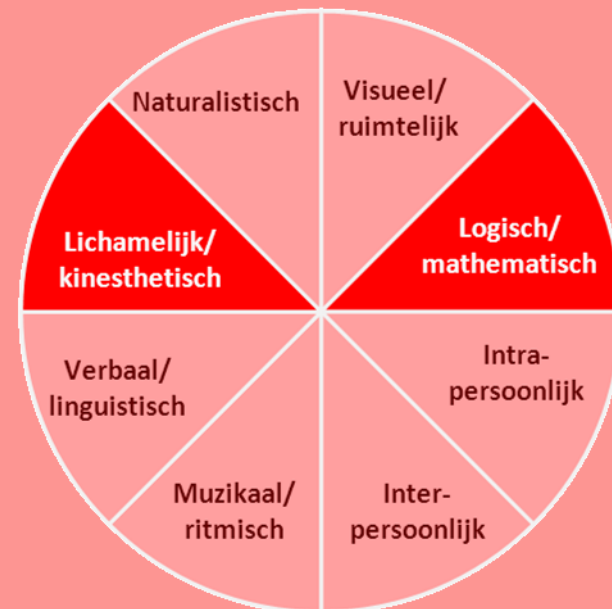 Naturalistisch
Visueel/
ruimtelijk
Lichamelijk/
kinesthetisch
Logisch/
mathematisch
Verbaal/
linguistisch
Intra-
persoonlijk
Muzikaal/
ritmisch
Inter-
persoonlijk